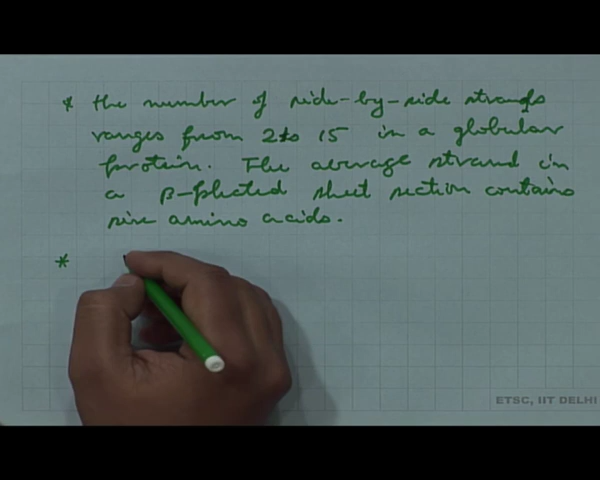 * the number of side-by-side strands
ranges from 2 to 15 in a globular
protein. The average strand in
a β-plected sheet section contains
six amino acids.
*
ETSC, IIT DELHI